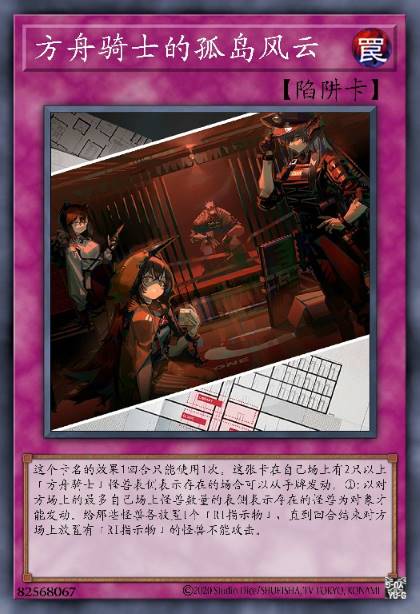 方舟骑士的孤岛风云
罠
【陷阱卡】
这个卡名的效果1回合只能使用1次。这张卡在自己场上有2只以上
「方舟骑士」怪兽表侧表示存在的场合可以从手牌发动。①：以对
方场上的最多自己场上怪兽数量的表侧表示存在的怪兽为对象才
能发动。给那些怪兽各放置1个「RI指示物」，直到回合结束对方
场上放置有「RI指示物」的怪兽不能攻击。
82568067
©2020 Studio Dice/SHUEISHA, TV TOKYO, KONAMI